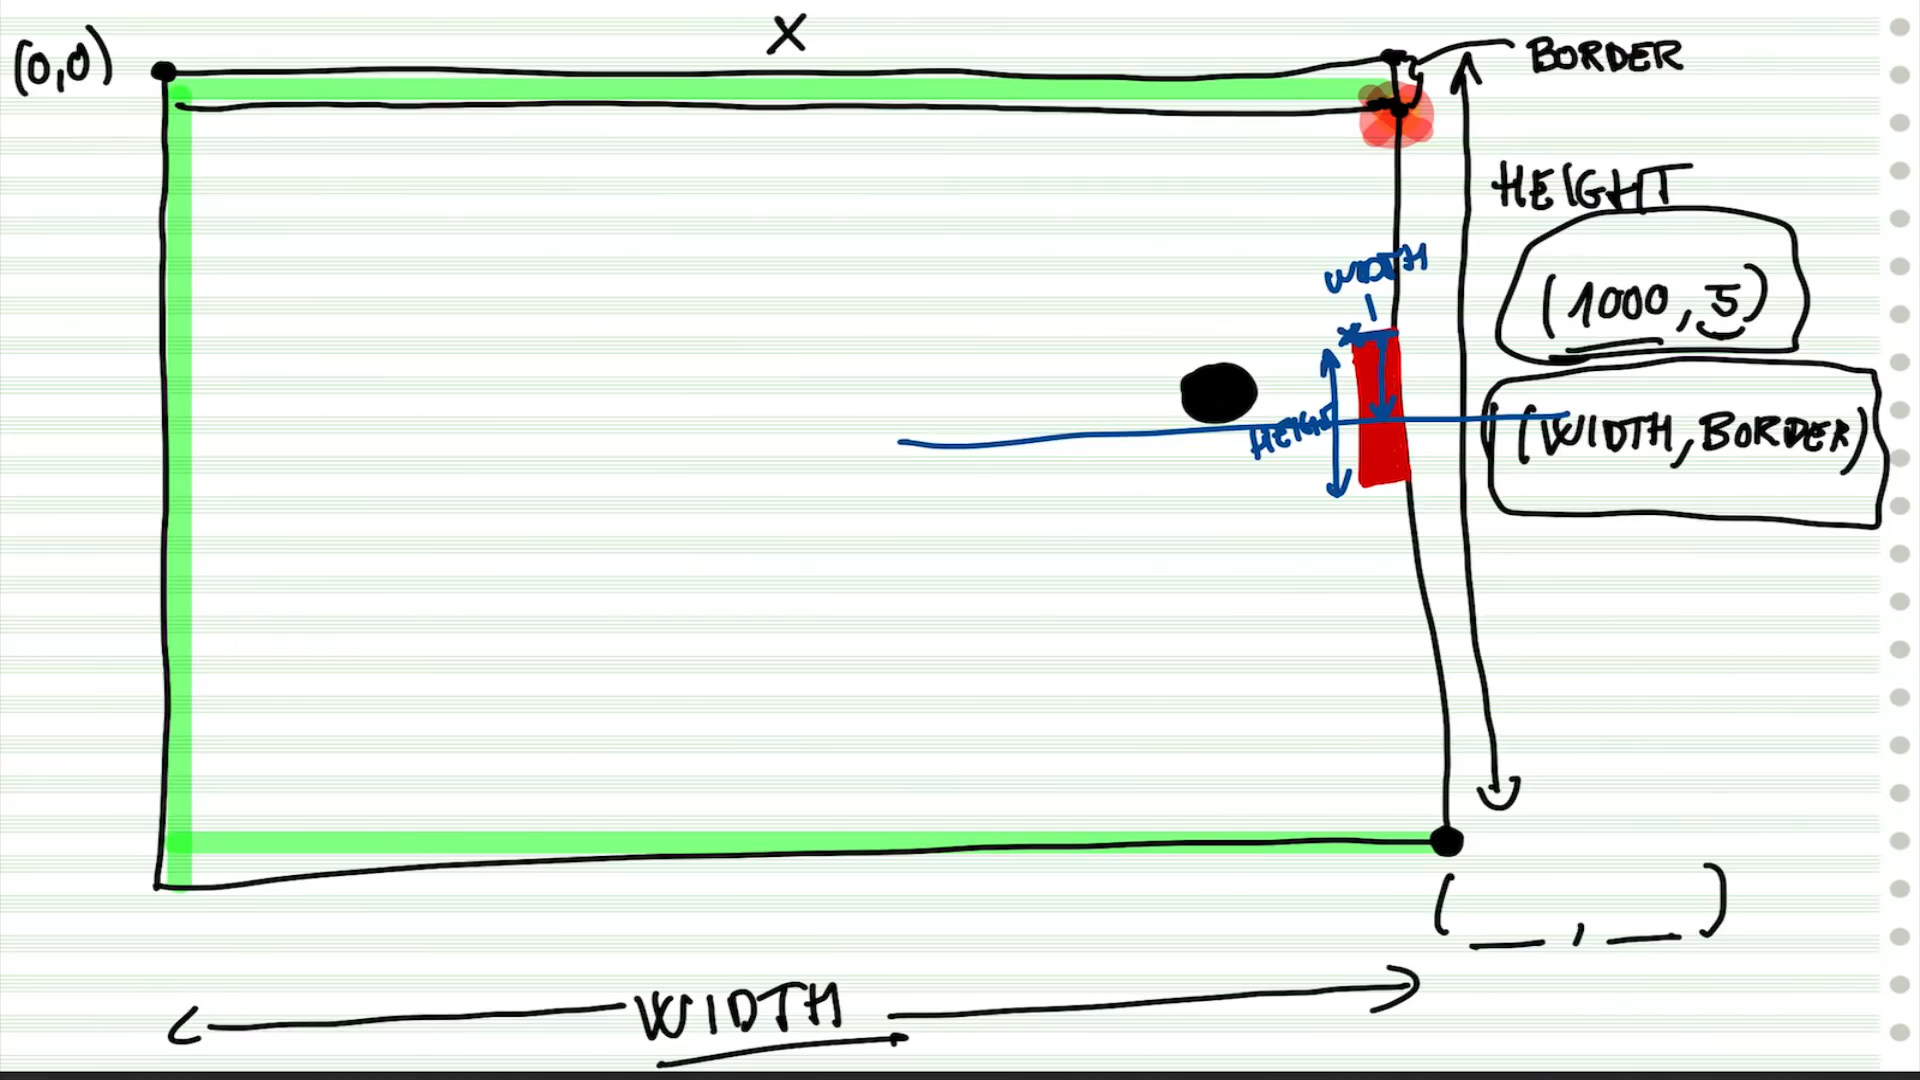 X
(0,0)
BORDER
HEIGHT
WIDTH
(1000,5)
HEIGHT
(WIDTH, BORDER)
( __ , __ )
WIDTH